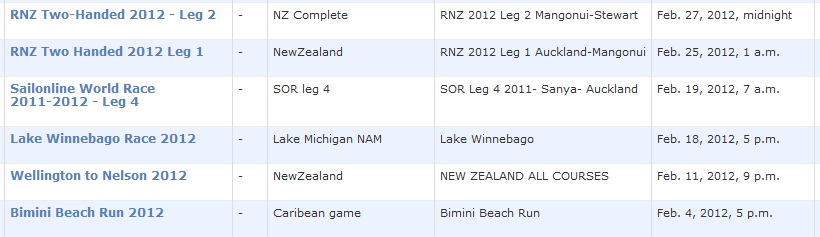 RNZ Two-Handed 2012 - Leg 2 - NZ Complete RNZ 2012 Leg 2 Mangonui-Stewart Feb. 27, 2012, midnight
RNZ Two Handed 2012 Leg 1 - NewZealand RNZ 2012 Leg 1 Auckland-Mangonui Feb. 25, 2012, 1 a.m.
Sailonline World Race
2011-2012 - Leg 4 - SOR leg 4 SOR Leg 4 2011- Sanya- Auckland Feb. 19, 2012, 7 a.m.
Lake Winnebago Race 2012 - Lake Michigan NAM Lake Winnebago Feb. 18, 2012, 5 p.m.
Wellington to Nelson 2012 - NewZealand NEW ZEALAND ALL COURSES Feb. 11, 2012, 9 p.m.
Bimini Beach Run 2012 - Caribean game Bimini Beach Run Feb. 4, 2012, 5 p.m.